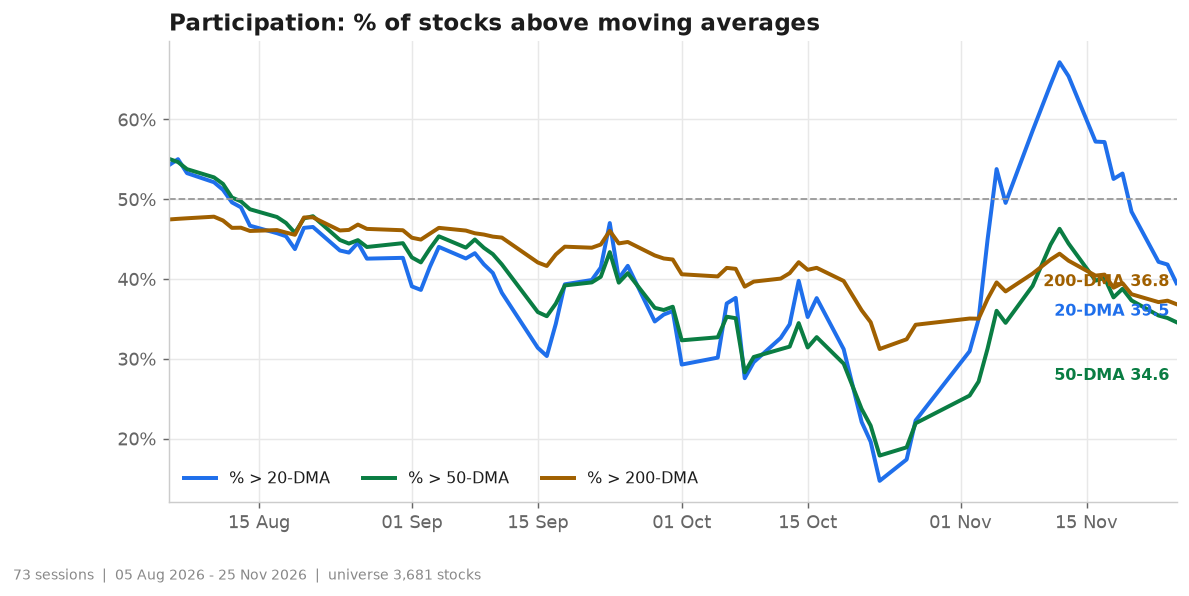 Participation: % of stocks above moving averages
60%
50%
40%
30%
20%
200-DMA 36.8
20-DMA 39.5
50-DMA 34.6
% > 20-DMA % > 50-DMA % > 200-DMA
15 Aug 01 Sep 15 Sep 01 Oct 15 Oct 01 Nov 15 Nov
73 sessions | 05 Aug 2026 - 25 Nov 2026 | universe 3,681 stocks